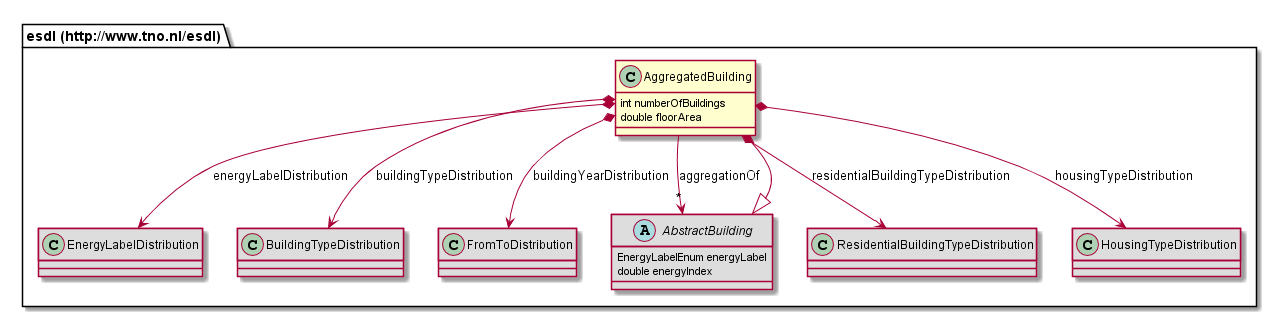 esdl (http://www.tno.nl/esdl)
C AggregatedBuilding
int numberOfBuildings
double floorArea
energyLabelDistribution
buildingTypeDistribution
buildingYearDistribution
aggregationOf
residentialBuildingTypeDistribution
housingTypeDistribution
*
C EnergyLabelDistribution
C BuildingTypeDistribution
C FromToDistribution
A AbstractBuilding
EnergyLabelEnum energyLabel
double energyIndex
C ResidentialBuildingTypeDistribution
C HousingTypeDistribution